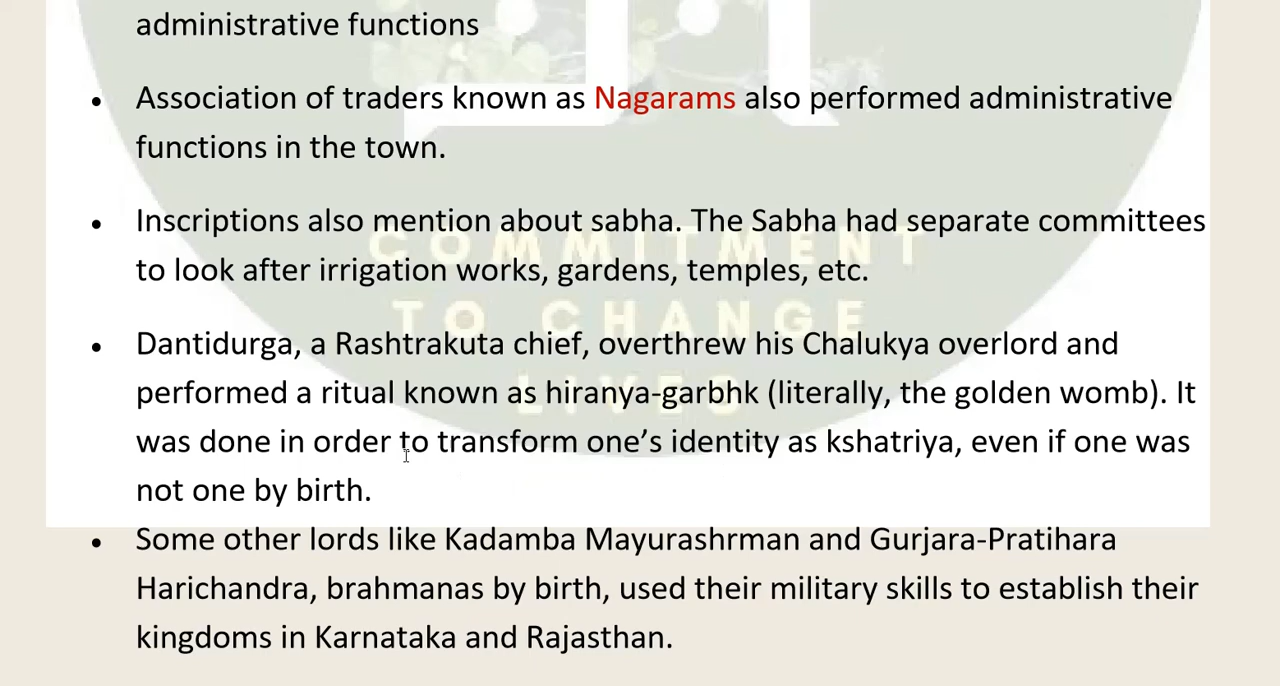 administrative functions
• Association of traders known as Nagarams also performed administrative
functions in the town.
• Inscriptions also mention about sabha. The Sabha had separate committees
to look after irrigation works, gardens, temples, etc.
COMMITMENT
TO CHANGE
LIVES
• Dantidurga, a Rashtrakuta chief, overthrew his Chalukya overlord and
performed a ritual known as hiranya-garbhk (literally, the golden womb). It
was done in order to transform one’s identity as kshatriya, even if one was
not one by birth.
• Some other lords like Kadamba Mayurashrman and Gurjara-Pratihara
Harichandra, brahmanas by birth, used their military skills to establish their
kingdoms in Karnataka and Rajasthan.